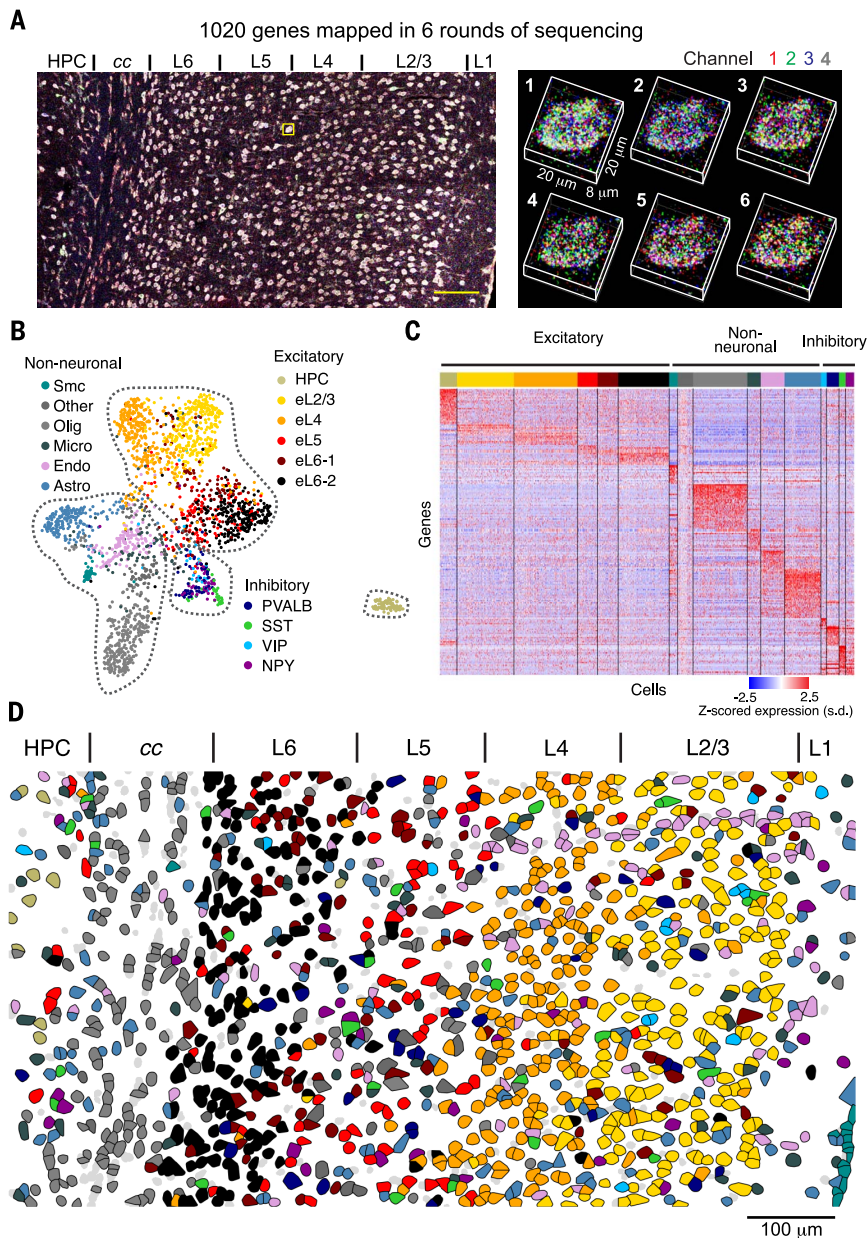 A
1020 genes mapped in 6 rounds of sequencing
HPC cc L6 L5 L4 L2/3 L1
Channel 1 2 3 4
1 2 3
20 μm
20 μm
8 μm
4 5 6
B
Non-neuronal
Smc
Other
Olig
Micro
Endo
Astro
Excitatory
HPC
eL2/3
eL4
eL5
eL6-1
eL6-2
Inhibitory
PVALB
SST
VIP
NPY
C
Excitatory
Non-
neuronal
Inhibitory
Genes
Cells
-2.5 2.5
Z-scored expression (s.d.)
D
HPC cc L6 L5 L4 L2/3 L1
100 μm